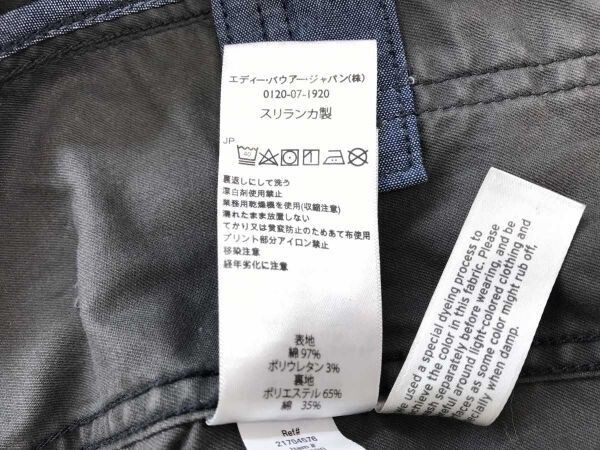 エディー・バウアー・ジャパン(株)
0120-07-1920
スリランカ製
JP
40
裏返しにして洗う
漂白剤使用禁止
業務用乾燥機を使用(収縮注意)
濡れたまま放置しない
てかり又は黄変防止のためあて布使用
プリント部分アイロン禁止
移染注意
経年劣化に注意
表地
綿 97%
ポリウレタン 3%
裏地
ポリエステル 65%
綿 35%
Ref#
21704576
used a special dyeing process to
achieve the color in this fabric. Please
separately before wearing, and be
around light-colored clothing and
as some color might rub off,
when damp.